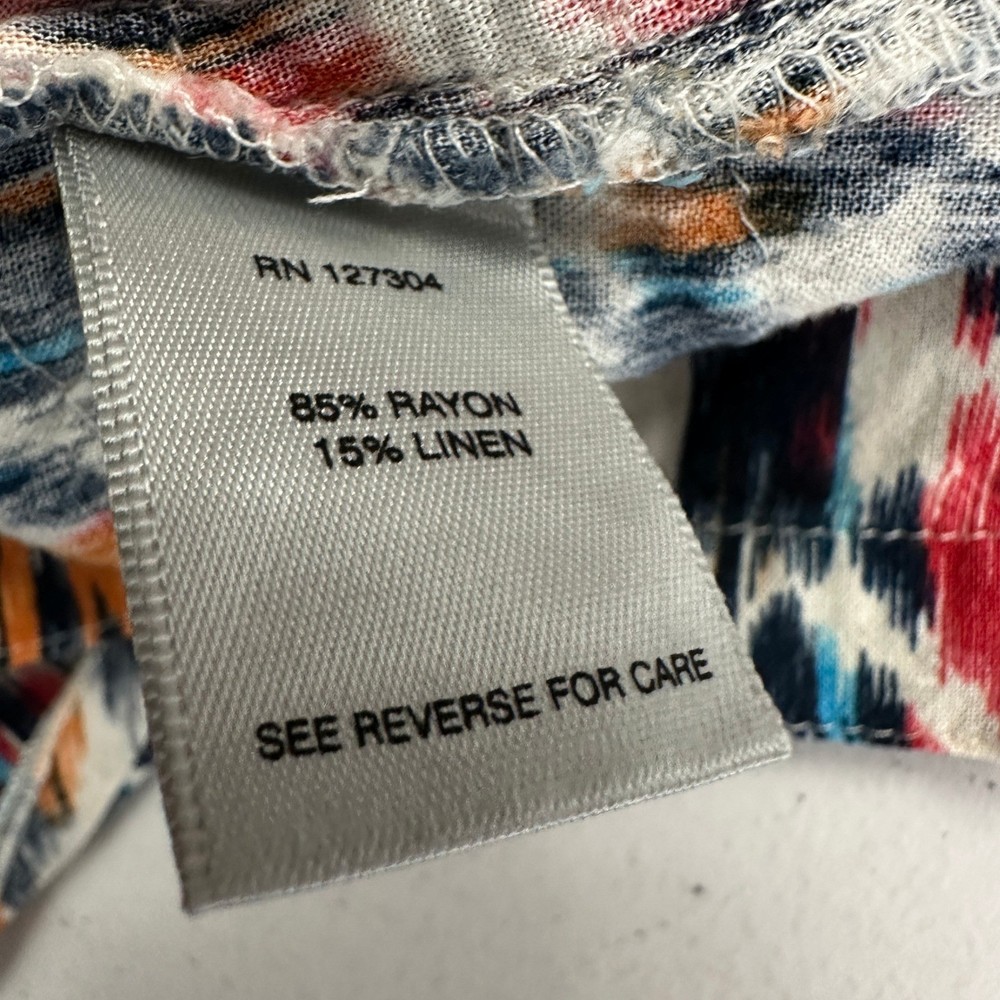 RN 127304
85% RAYON
15% LINEN
SEE REVERSE FOR CARE